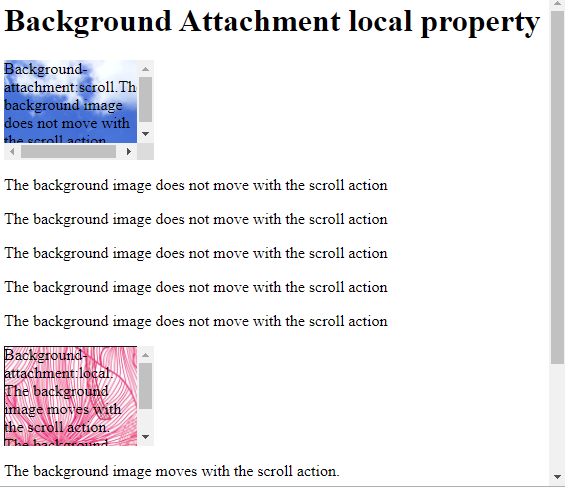 Background Attachment local property
Background-
attachment:scroll.Th
background image
does not move with
the scroll action
The background image does not move with the scroll action
The background image does not move with the scroll action
The background image does not move with the scroll action
The background image does not move with the scroll action
The background image does not move with the scroll action
Background-
attachment:local.
The background
image moves with
the scroll action.
The background
The background image moves with the scroll action.